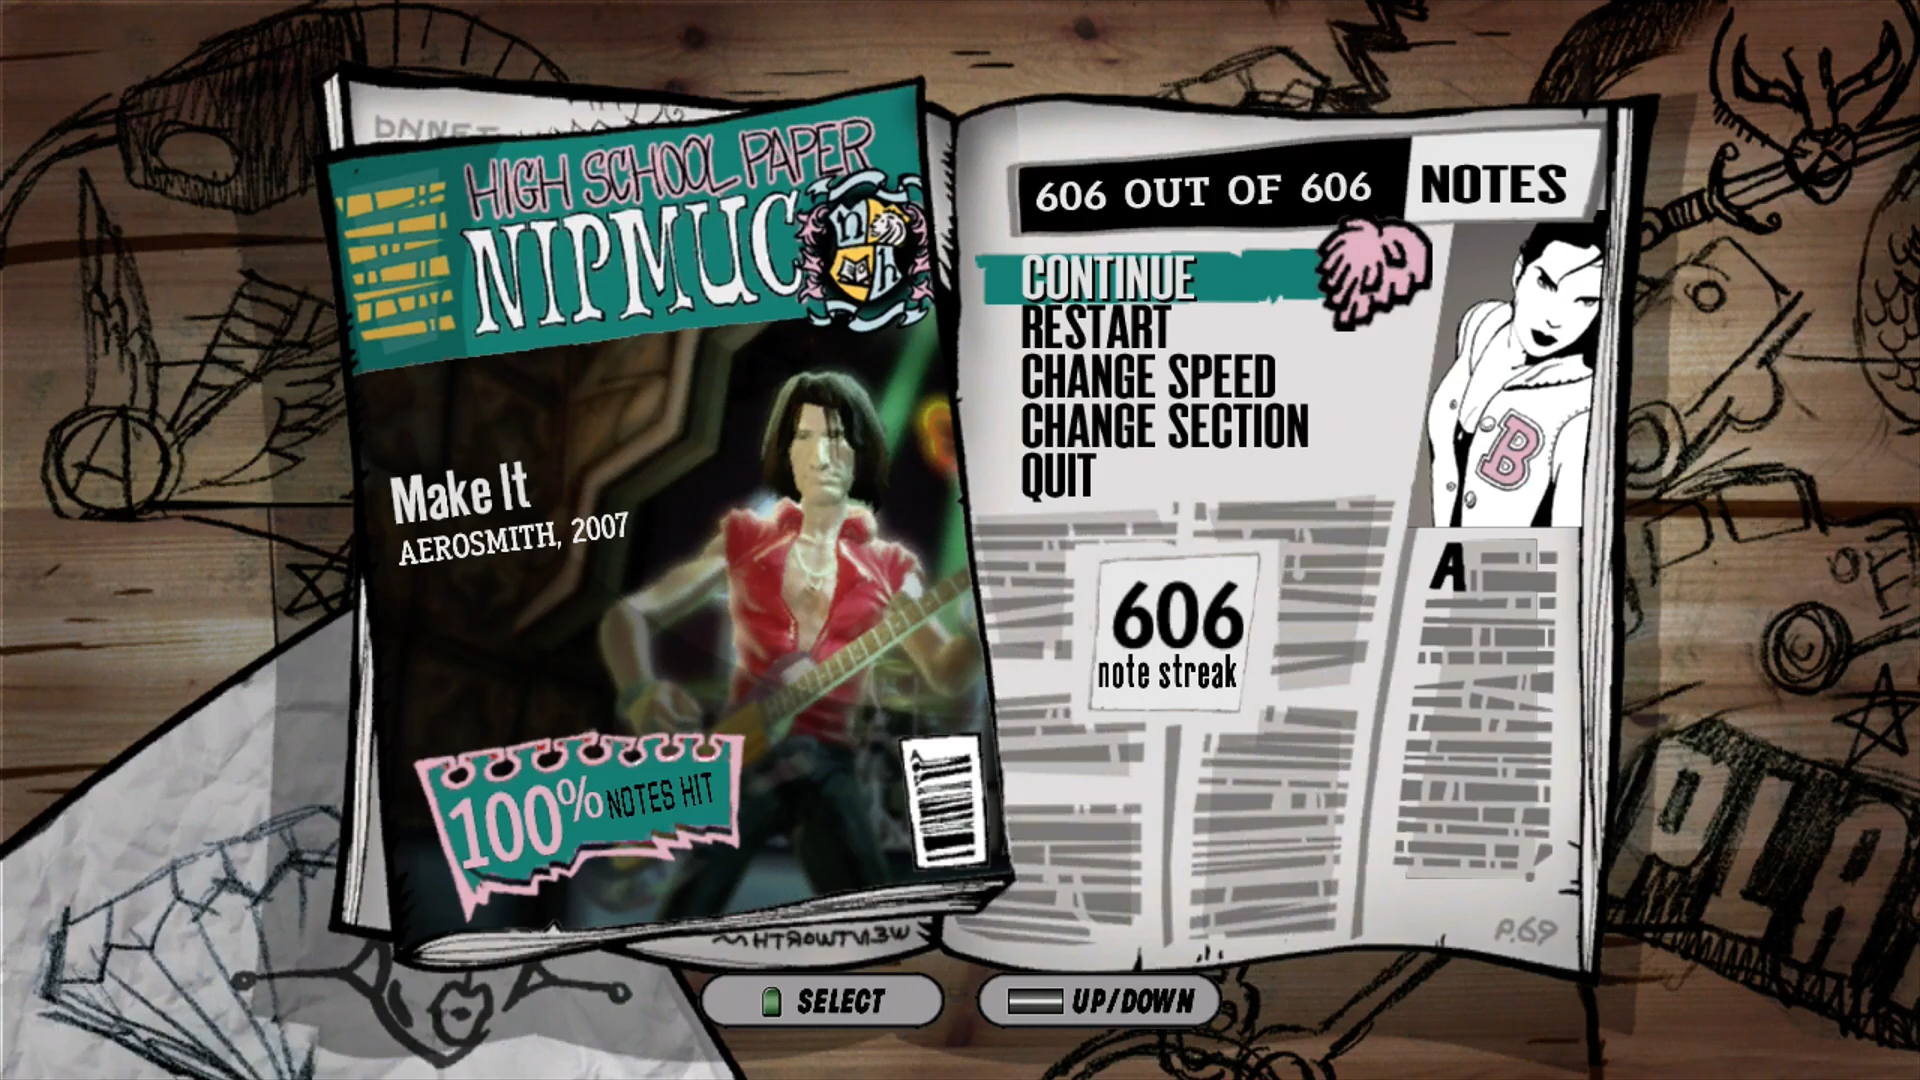 HIGH SCHOOL PAPER
NIPMUC
n
h
Make It
AEROSMITH, 2007
100% NOTES HIT
606 OUT OF 606
NOTES
CONTINUE
RESTART
CHANGE SPEED
CHANGE SECTION
QUIT
B
606
note streak
A
P.69
SELECT
UP/DOWN